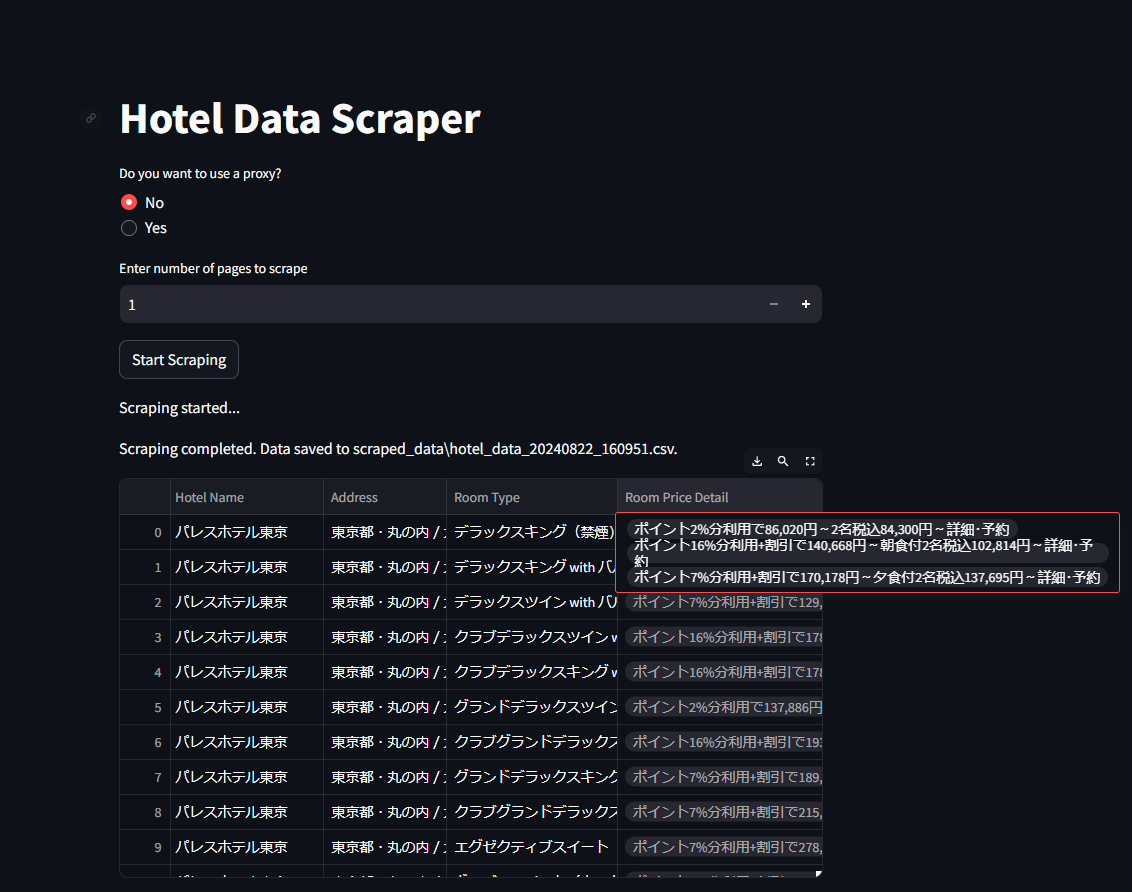 Hotel Data Scraper
Do you want to use a proxy?
No
Yes
Enter number of pages to scrape
1
Start Scraping
Scraping started...
Scraping completed. Data saved to scraped_data\hotel_data_20240822_160951.csv.
Hotel Name Address Room Type Room Price Detail
0 パレスホテル東京 東京都・丸の内 / デラックスキング（禁煙） ポイント2%分利用で86,020円～2名税込84,300円～詳細･予約
ポイント16%分利用+割引で140,668円～朝食付2名税込102,814円～詳細･予
約
1 パレスホテル東京 東京都・丸の内 / デラックスキング with バ ポイント7%分利用+割引で170,178円～夕食付2名税込137,695円～詳細･予約
2 パレスホテル東京 東京都・丸の内 / デラックスツイン with バ ポイント7%分利用+割引で129,
3 パレスホテル東京 東京都・丸の内 / クラブデラックスツイン w ポイント16%分利用+割引で178
4 パレスホテル東京 東京都・丸の内 / クラブデラックスキング w ポイント16%分利用+割引で178
5 パレスホテル東京 東京都・丸の内 / グランドデラックスツイン ポイント2%分利用で137,886円
6 パレスホテル東京 東京都・丸の内 / クラブグランドデラックス ポイント16%分利用+割引で193
7 パレスホテル東京 東京都・丸の内 / グランドデラックスキング ポイント7%分利用+割引で189,
8 パレスホテル東京 東京都・丸の内 / クラブグランドデラックス ポイント7%分利用+割引で215,
9 パレスホテル東京 東京都・丸の内 / エグゼクティブスイート ポイント7%分利用+割引で278,